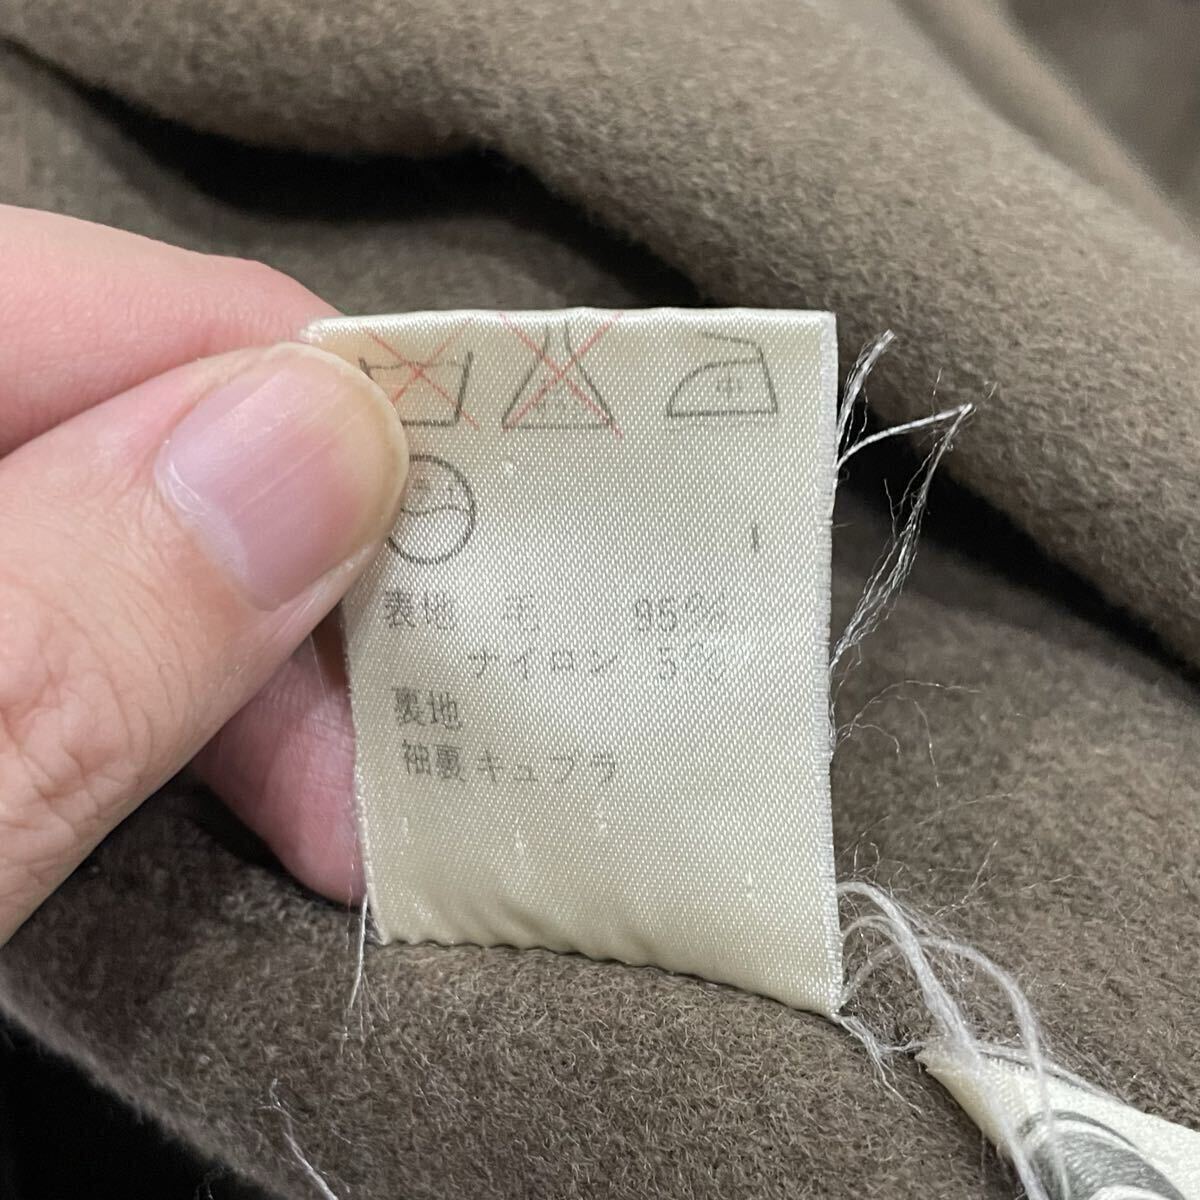 表地 毛 95%
ナイロン 5%
裏地
袖裏 キュプラ